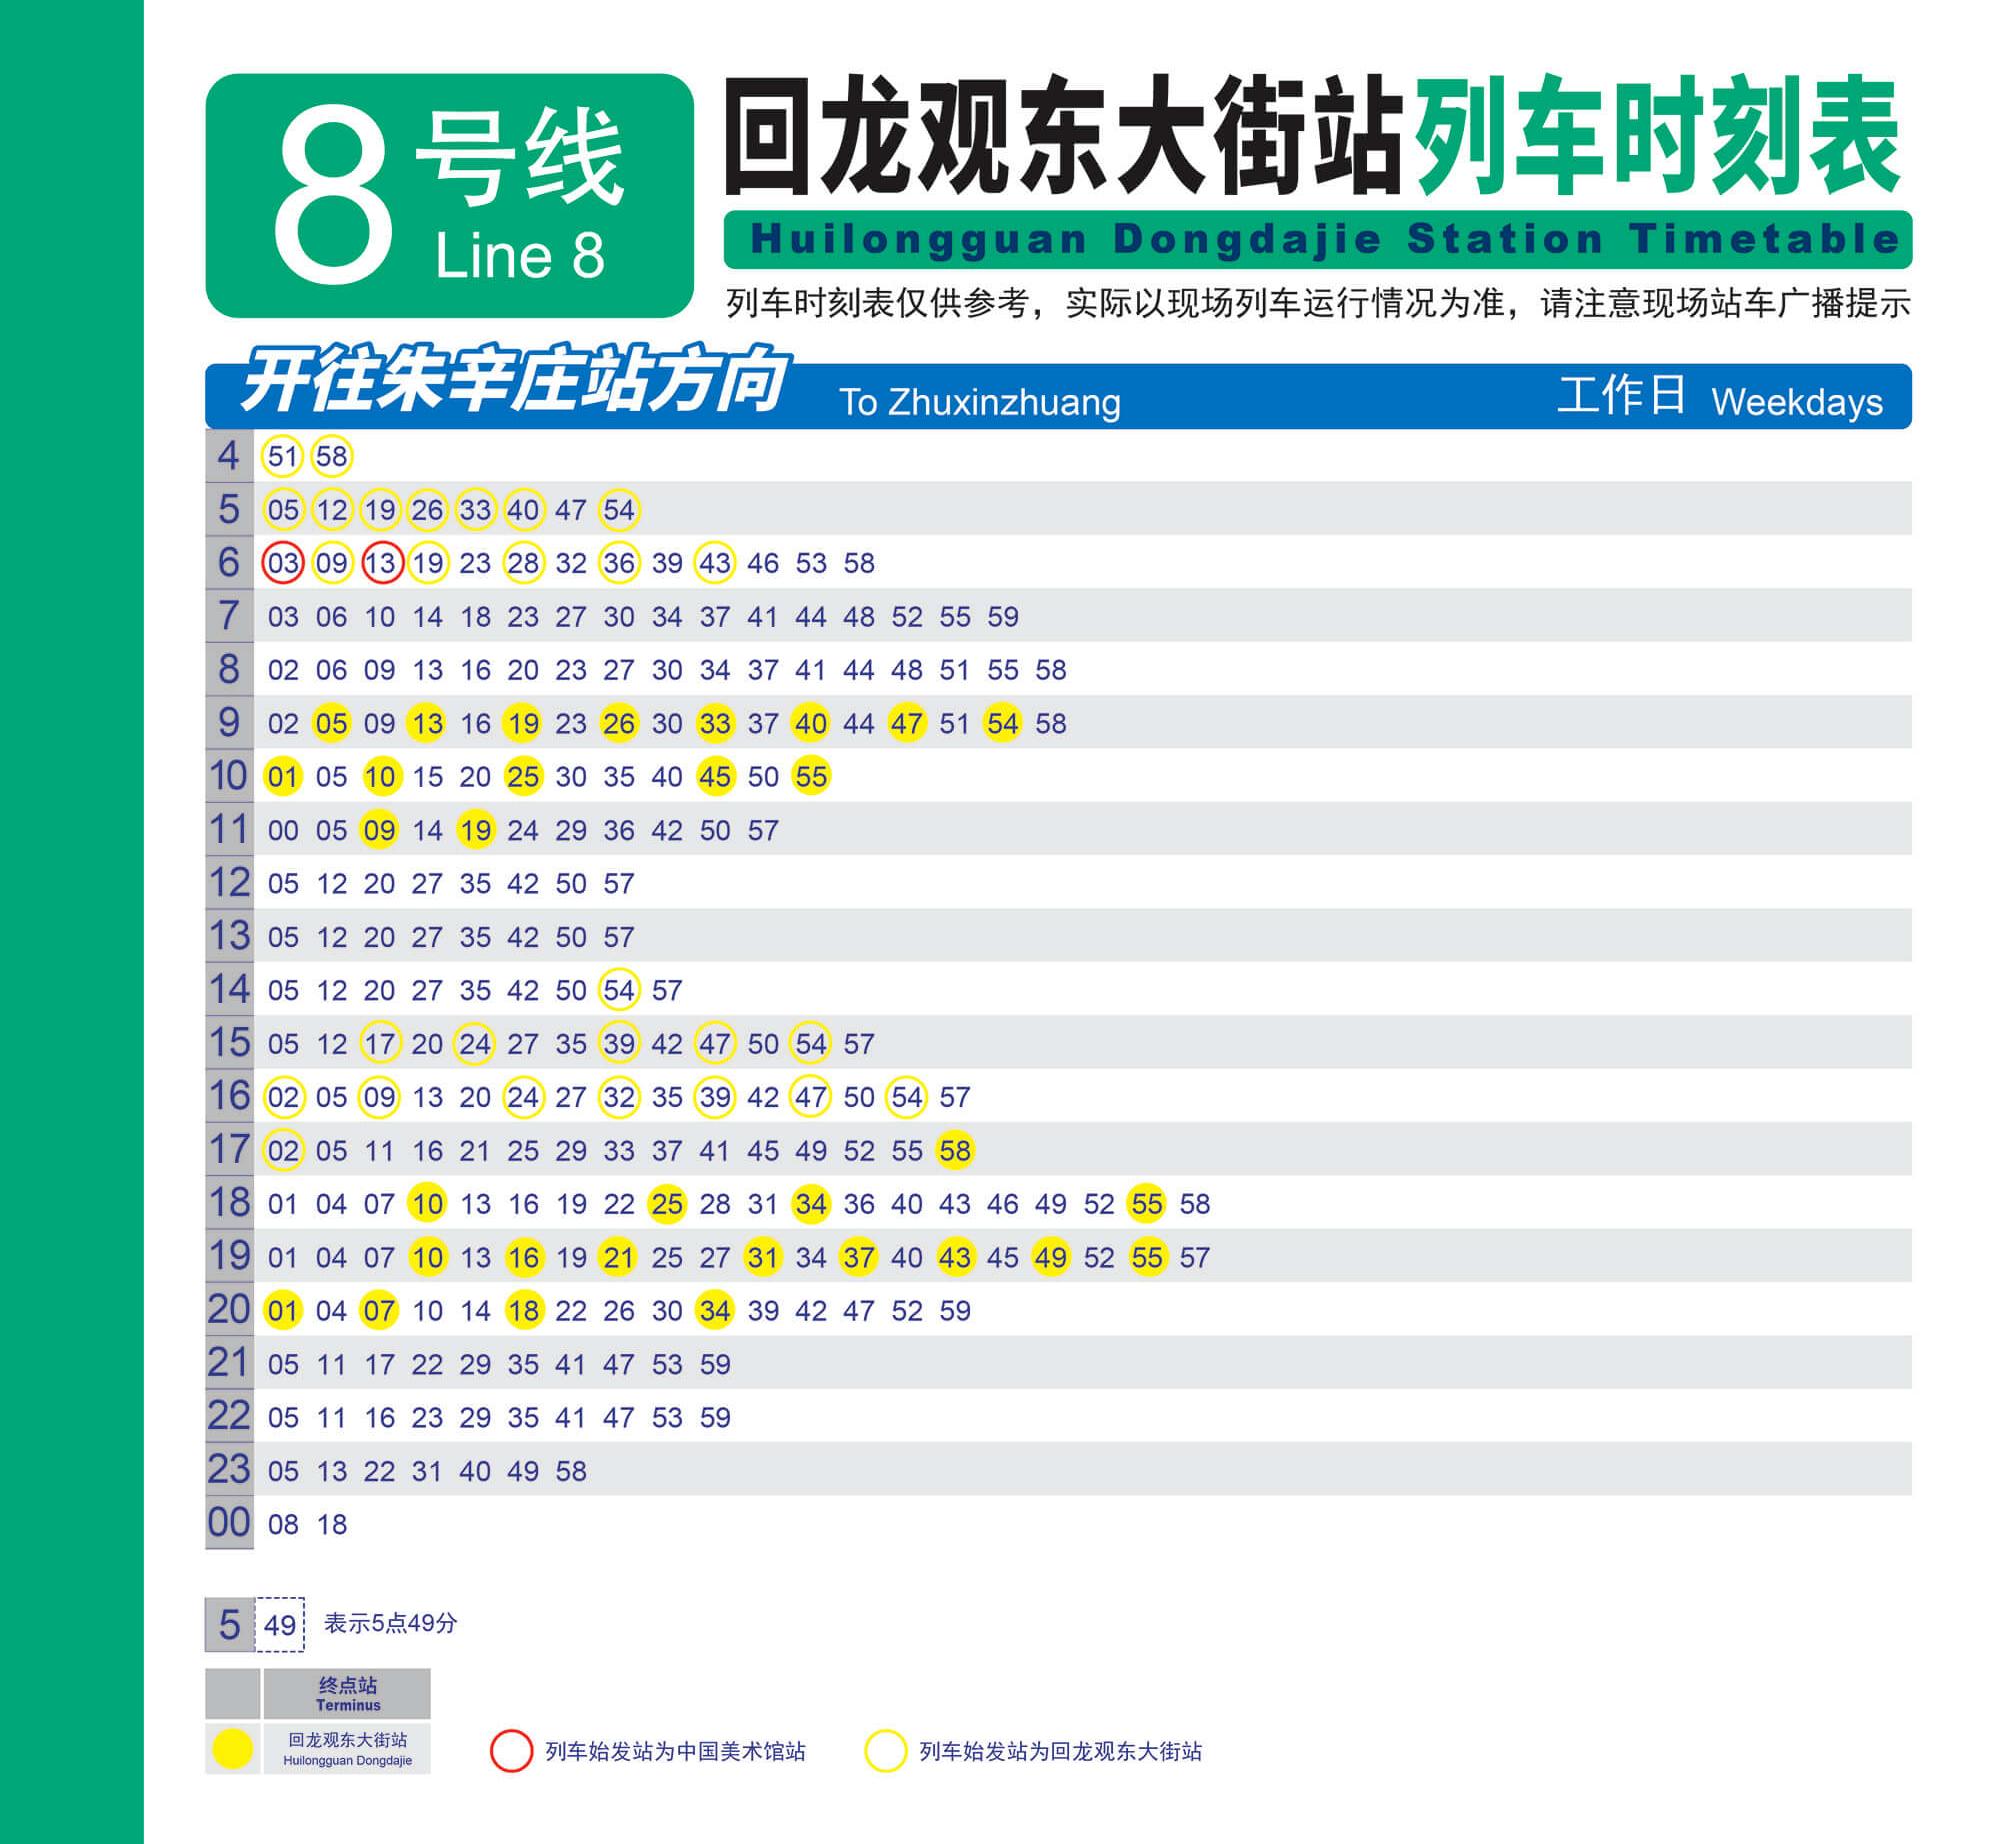 8号线
Line 8
回龙观东大街站列车时刻表
Huilongguan Dongdajie Station Timetable
列车时刻表仅供参考，实际以现场列车运行情况为准，请注意现场站车广播提示
开往朱辛庄站方向 To Zhuxinzhuang 工作日 Weekdays
4 51 58
5 05 12 19 26 33 40 47 54
6 03 09 13 19 23 28 32 36 39 43 46 53 58
7 03 06 10 14 18 23 27 30 34 37 41 44 48 52 55 59
8 02 06 09 13 16 20 23 27 30 34 37 41 44 48 51 55 58
9 02 05 09 13 16 19 23 26 30 33 37 40 44 47 51 54 58
10 01 05 10 15 20 25 30 35 40 45 50 55
11 00 05 09 14 19 24 29 36 42 50 57
12 05 12 20 27 35 42 50 57
13 05 12 20 27 35 42 50 57
14 05 12 20 27 35 42 50 54 57
15 05 12 17 20 24 27 35 39 42 47 50 54 57
16 02 05 09 13 20 24 27 32 35 39 42 47 50 54 57
17 02 05 11 16 21 25 29 33 37 41 45 49 52 55 58
18 01 04 07 10 13 16 19 22 25 28 31 34 36 40 43 46 49 52 55 58
19 01 04 07 10 13 16 19 21 25 27 31 34 37 40 43 45 49 52 55 57
20 01 04 07 10 14 18 22 26 30 34 39 42 47 52 59
21 05 11 17 22 29 35 41 47 53 59
22 05 11 16 23 29 35 41 47 53 59
23 05 13 22 31 40 49 58
00 08 18
5 49 表示5点49分
终点站
Terminus
回龙观东大街站
Huilongguan Dongdajie
列车始发站为中国美术馆站
列车始发站为回龙观东大街站